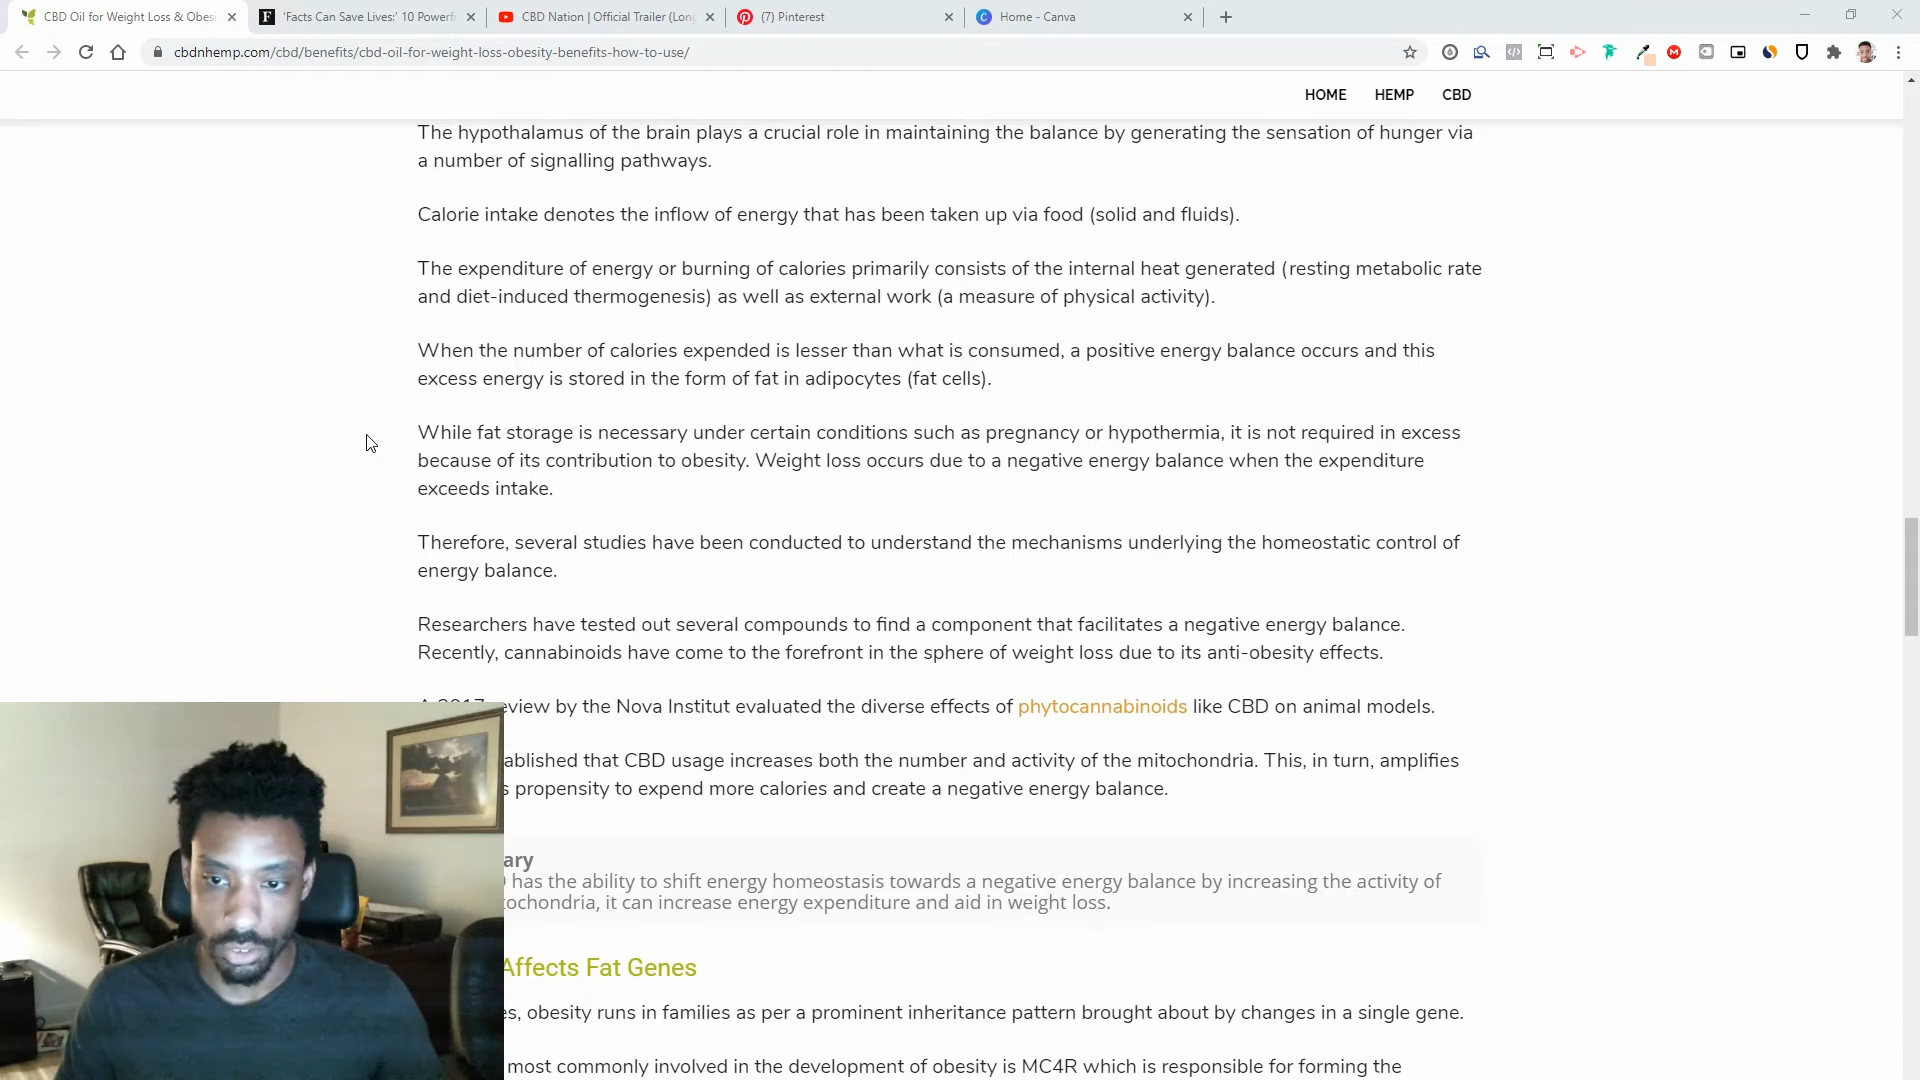 CBD Oil for Weight Loss & Obesi
'Facts Can Save Lives:' 10 Powerf
CBD Nation | Official Trailer (Long
(7) Pinterest
Home - Canva
cbdnhemp.com/cbd/benefits/cbd-oil-for-weight-loss-obesity-benefits-how-to-use/
HOME HEMP CBD
The hypothalamus of the brain plays a crucial role in maintaining the balance by generating the sensation of hunger via
a number of signalling pathways.
Calorie intake denotes the inflow of energy that has been taken up via food (solid and fluids).
The expenditure of energy or burning of calories primarily consists of the internal heat generated (resting metabolic rate
and diet-induced thermogenesis) as well as external work (a measure of physical activity).
When the number of calories expended is lesser than what is consumed, a positive energy balance occurs and this
excess energy is stored in the form of fat in adipocytes (fat cells).
While fat storage is necessary under certain conditions such as pregnancy or hypothermia, it is not required in excess
because of its contribution to obesity. Weight loss occurs due to a negative energy balance when the expenditure
exceeds intake.
Therefore, several studies have been conducted to understand the mechanisms underlying the homeostatic control of
energy balance.
Researchers have tested out several compounds to find a component that facilitates a negative energy balance.
Recently, cannabinoids have come to the forefront in the sphere of weight loss due to its anti-obesity effects.
A 2017 review by the Nova Institut evaluated the diverse effects of phytocannabinoids like CBD on animal models.
ablished that CBD usage increases both the number and activity of the mitochondria. This, in turn, amplifies
s propensity to expend more calories and create a negative energy balance.
ary
has the ability to shift energy homeostasis towards a negative energy balance by increasing the activity of
tochondria, it can increase energy expenditure and aid in weight loss.
Affects Fat Genes
es, obesity runs in families as per a prominent inheritance pattern brought about by changes in a single gene.
most commonly involved in the development of obesity is MC4R which is responsible for forming the